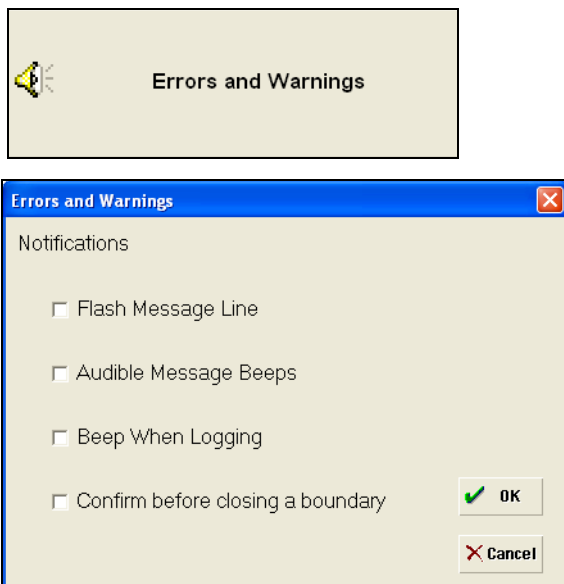 Errors and Warnings
Errors and Warnings
Notifications
Flash Message Line
Audible Message Beeps
Beep When Logging
Confirm before closing a boundary
OK
Cancel